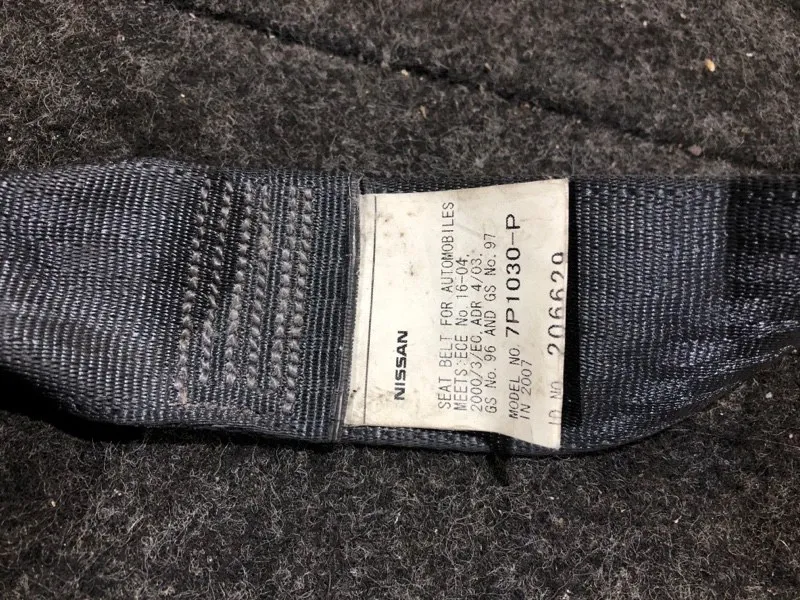 NISSAN
SEAT BELT FOR AUTOMOBILES
MEETS:ECE No.16-04.
2000/3/EC,ADR 4/03.
GS No.96 AND GS No.97
MODEL NO. 7P1030-P
IN 2007
ID NO. 206629